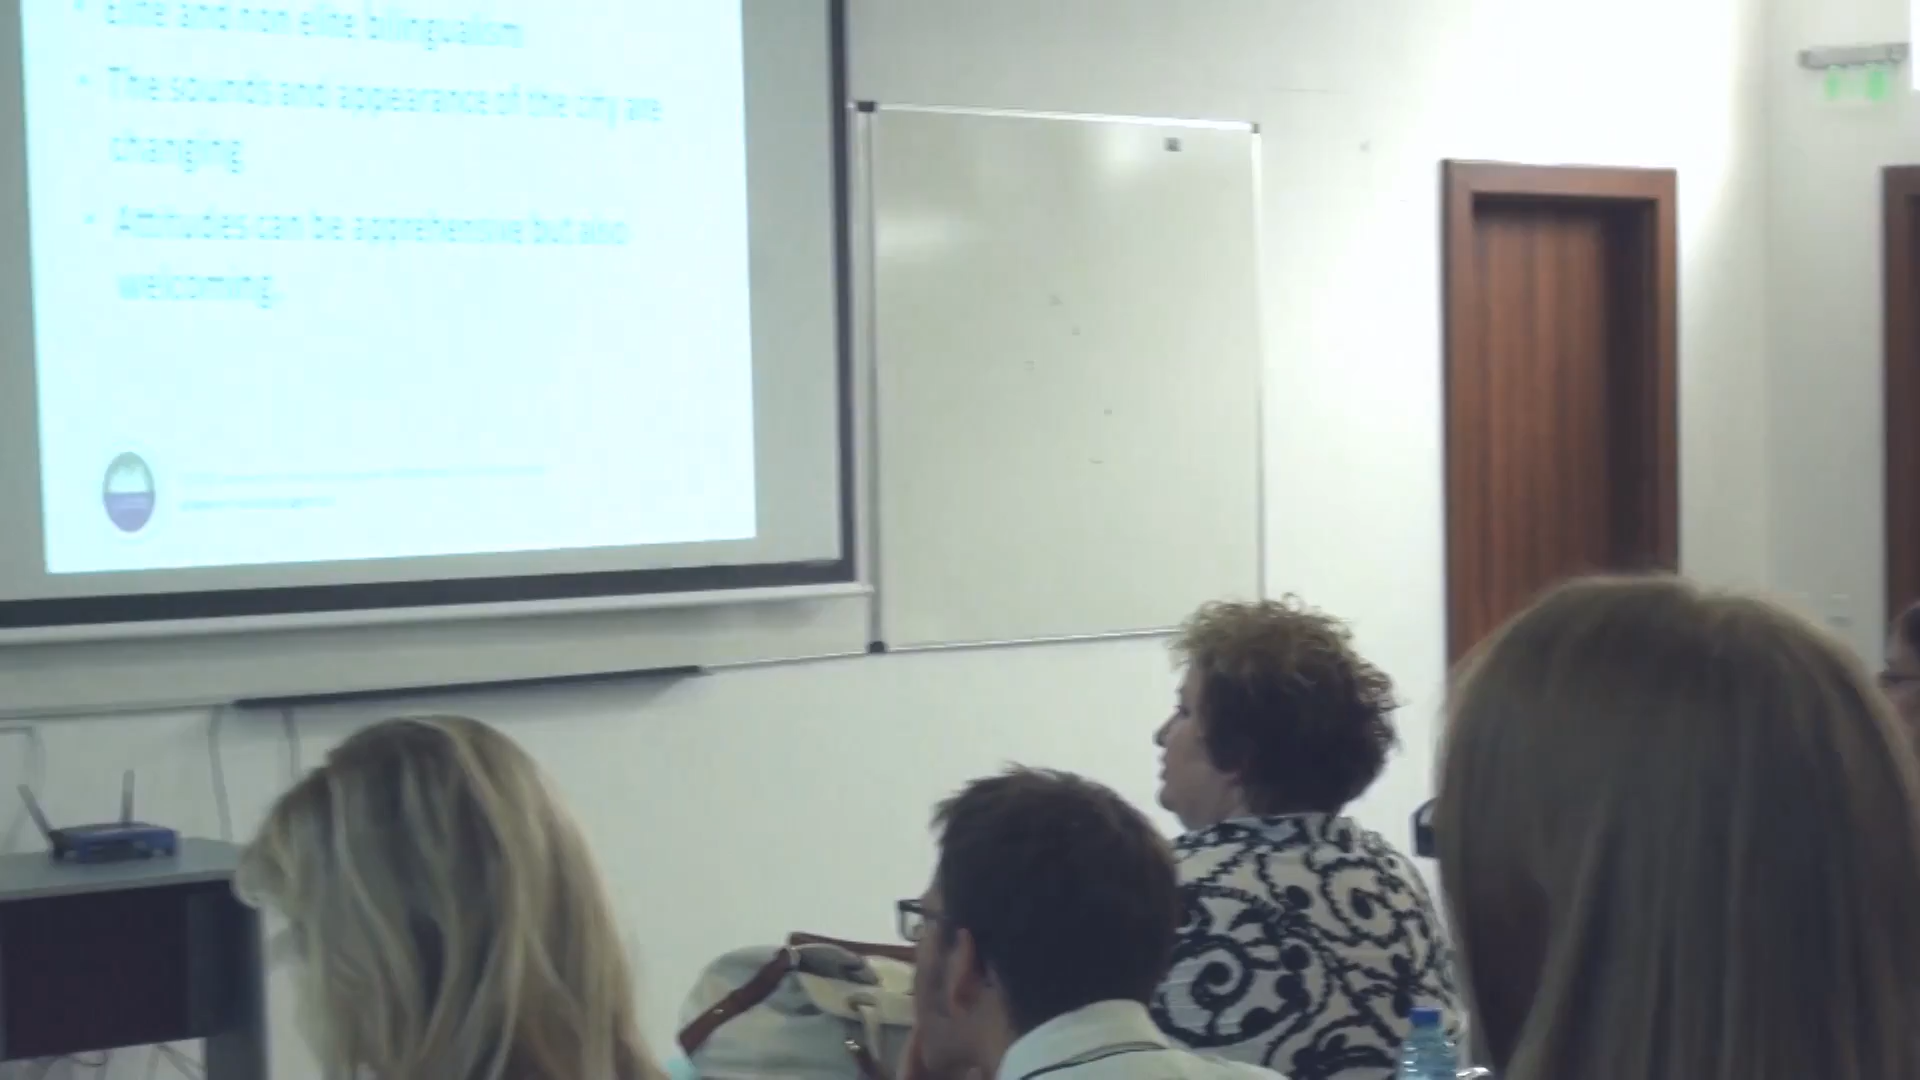 Elite and non elite bilingualism
The sounds and appearance of the city are
changing
Attitudes can be apprehensive but also
welcoming.